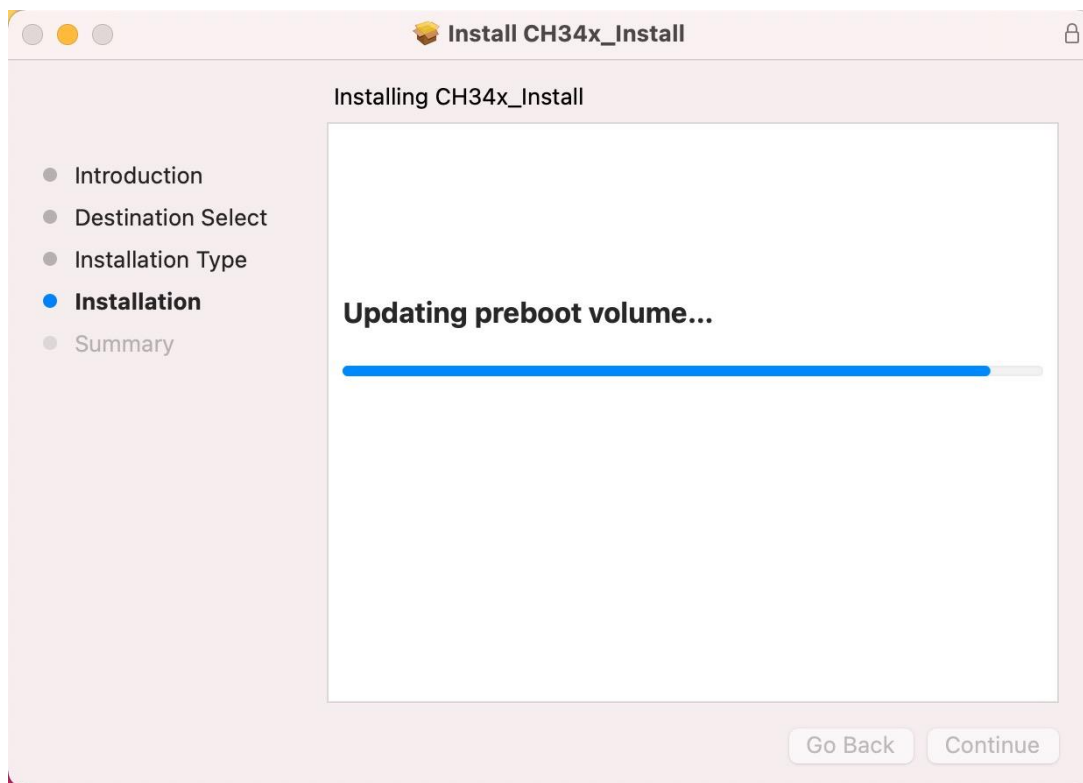 Install CH34x_Install
Installing CH34x_Install
Introduction
Destination Select
Installation Type
Installation
Summary
Updating preboot volume...
Go Back
Continue